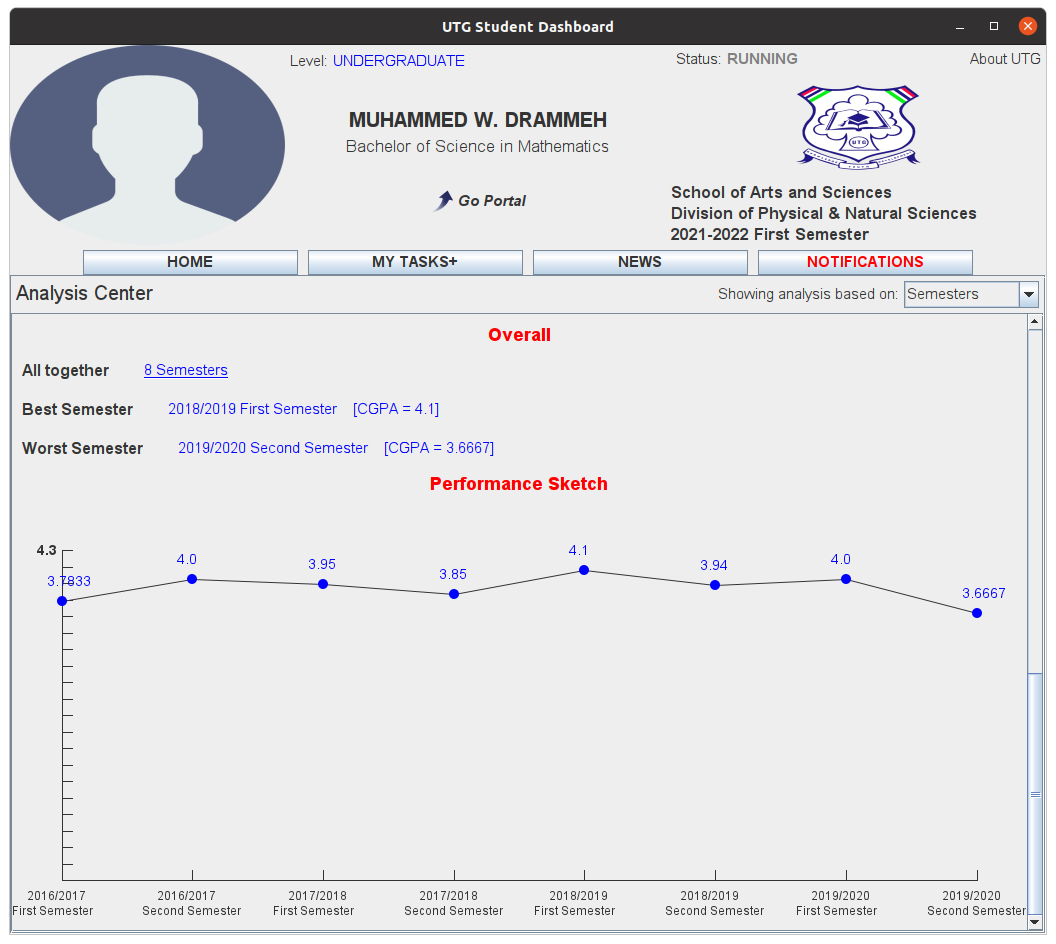 UTG Student Dashboard
Level: UNDERGRADUATE
Status: RUNNING
About UTG
MUHAMMED W. DRAMMEH
Bachelor of Science in Mathematics
Go Portal
UTG
School of Arts and Sciences
Division of Physical & Natural Sciences
2021-2022 First Semester
HOME
MY TASKS+
NEWS
NOTIFICATIONS
Analysis Center
Showing analysis based on: Semesters
Overall
All together 8 Semesters
Best Semester 2018/2019 First Semester [CGPA = 4.1]
Worst Semester 2019/2020 Second Semester [CGPA = 3.6667]
Performance Sketch
4.3
3.7833
4.0
3.95
3.85
4.1
3.94
4.0
3.6667
2016/2017
First Semester
2016/2017
Second Semester
2017/2018
First Semester
2017/2018
Second Semester
2018/2019
First Semester
2018/2019
Second Semester
2019/2020
First Semester
2019/2020
Second Semester